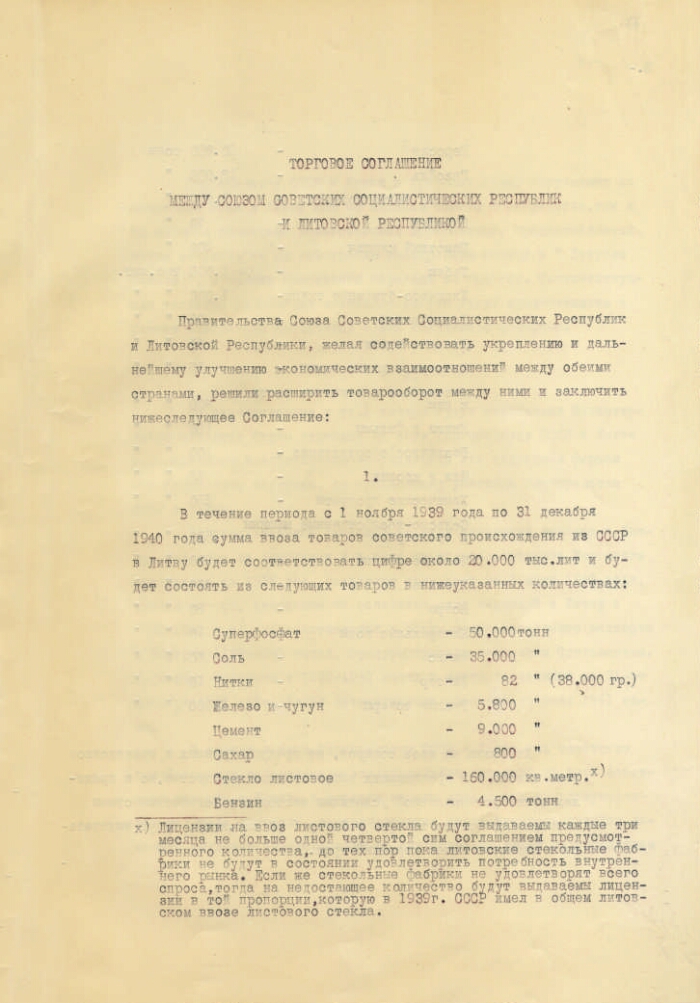 ТОРГОВОЕ СОГЛАШЕНИЕ
МЕЖДУ СОЮЗОМ СОВЕТСКИХ СОЦИАЛИСТИЧЕСКИХ РЕСПУБЛИК
И ЛИТОВСКОЙ РЕСПУБЛИКОЙ
Правительства Союза Советских Социалистических Республик
и Литовской Республики, желая содействовать укреплению и даль-
нейшему улучшению экономических взаимоотношений между обеими
странами, решили расширить товарооборот между ними и заключить
нижеследующее Соглашение:
1.
В течение периода с 1 ноября 1939 года по 31 декабря
1940 года сумма ввоза товаров советского происхождения из СССР
в Литву будет соответствовать цифре около 20.000 тыс.лит и бу-
дет состоять из следующих товаров в нижеуказанных количествах:
Суперфосфат - 50.000 тонн
Соль - 35.000 "
Нитки - 82 " (38.000 гр.)
Железо и чугун - 5.800 "
Цемент - 9.000 "
Сахар - 800 "
Стекло листовое - 160.000 кв.метр.х)
Бензин - 4.500 тонн
х) Лицензии на ввоз листового стекла будут выдаваемы каждые три
месяца не больше одной четвертой сим соглашением предусмот-
ренного количества, до тех пор пока литовские стекольные фаб-
рики не будут в состоянии удовлетворить потребность внутрен-
него рынка. Если же стекольные фабрики не удовлетворят всего
спроса, тогда на недостающее количество будут выдаваемы лицен-
зии в той пропорции, которую в 1939г. СССР имел в общем литов-
ском ввозе листового стекла.